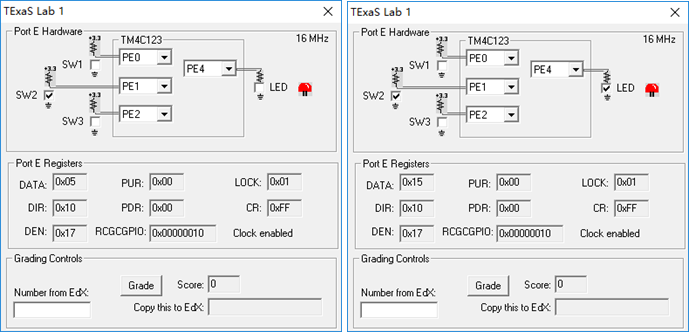 TExaS Lab 1
Port E Hardware
TM4C123
16 MHz
+3.3
SW1
PE0
PE4
+3.3
SW2
PE1
LED
+3.3
SW3
PE2
Port E Registers
DATA: 0x05 PUR: 0x00 LOCK: 0x01
DIR: 0x10 PDR: 0x00 CR: 0xFF
DEN: 0x17 RCGCGPIO: 0x00000010 Clock enabled
Grading Controls
Number from EdX: Grade Score: 0
Copy this to EdX:
TExaS Lab 1
Port E Hardware
TM4C123
16 MHz
+3.3
SW1
PE0
PE4
+3.3
SW2
PE1
LED
+3.3
SW3
PE2
Port E Registers
DATA: 0x15 PUR: 0x00 LOCK: 0x01
DIR: 0x10 PDR: 0x00 CR: 0xFF
DEN: 0x17 RCGCGPIO: 0x00000010 Clock enabled
Grading Controls
Number from EdX: Grade Score: 0
Copy this to EdX: